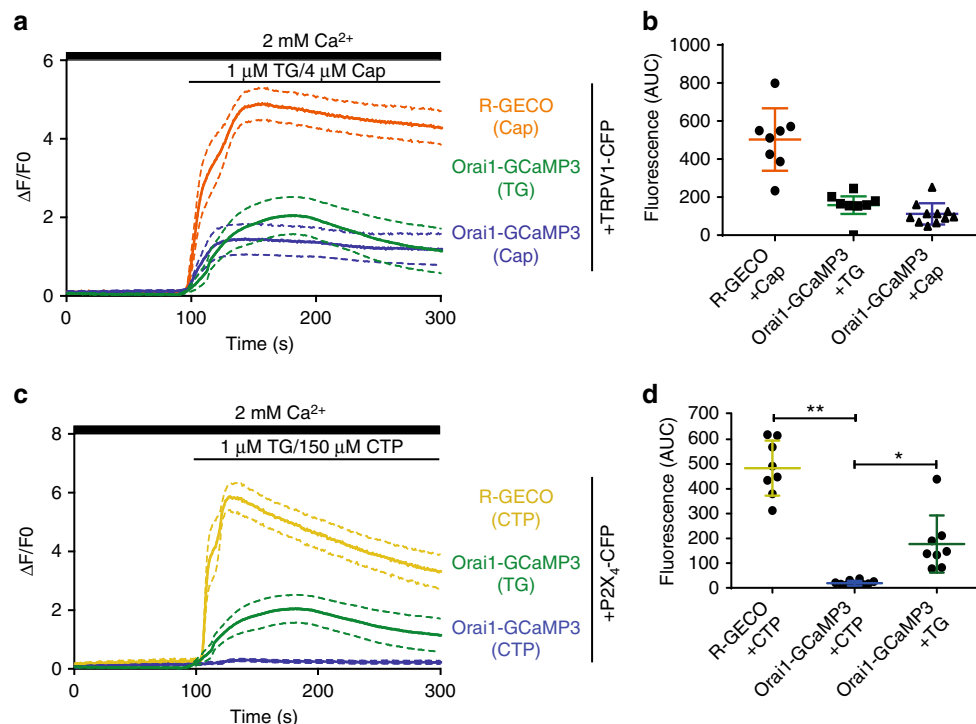 a
2 mM Ca²⁺
1 μM TG/4 μM Cap
6
4
2
0
ΔF/F0
0
100
200
300
Time (s)
R-GECO
(Cap)
Orai1-GCaMP3
(TG)
Orai1-GCaMP3
(Cap)
+TRPV1-CFP
b
1000
800
600
400
200
0
Fluorescence (AUC)
R-GECO
+Cap
Orai1-GCaMP3
+TG
Orai1-GCaMP3
+Cap
c
2 mM Ca²⁺
1 μM TG/150 μM CTP
8
6
4
2
0
ΔF/F0
0
100
200
300
Time (s)
R-GECO
(CTP)
Orai1-GCaMP3
(TG)
Orai1-GCaMP3
(CTP)
+P2X₄-CFP
d
700
600
500
400
300
200
100
0
Fluorescence (AUC)
**
*
R-GECO
+CTP
Orai1-GCaMP3
+CTP
Orai1-GCaMP3
+TG